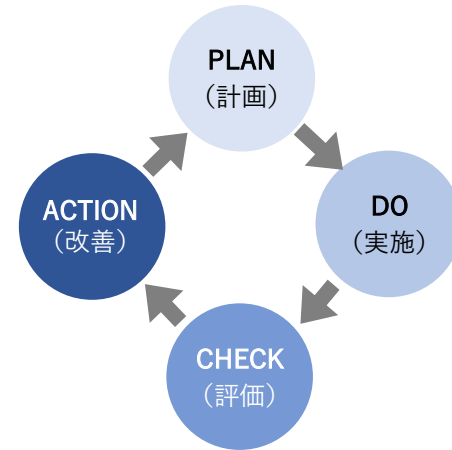 PLAN
（計画）
DO
（実施）
CHECK
（評価）
ACTION
（改善）